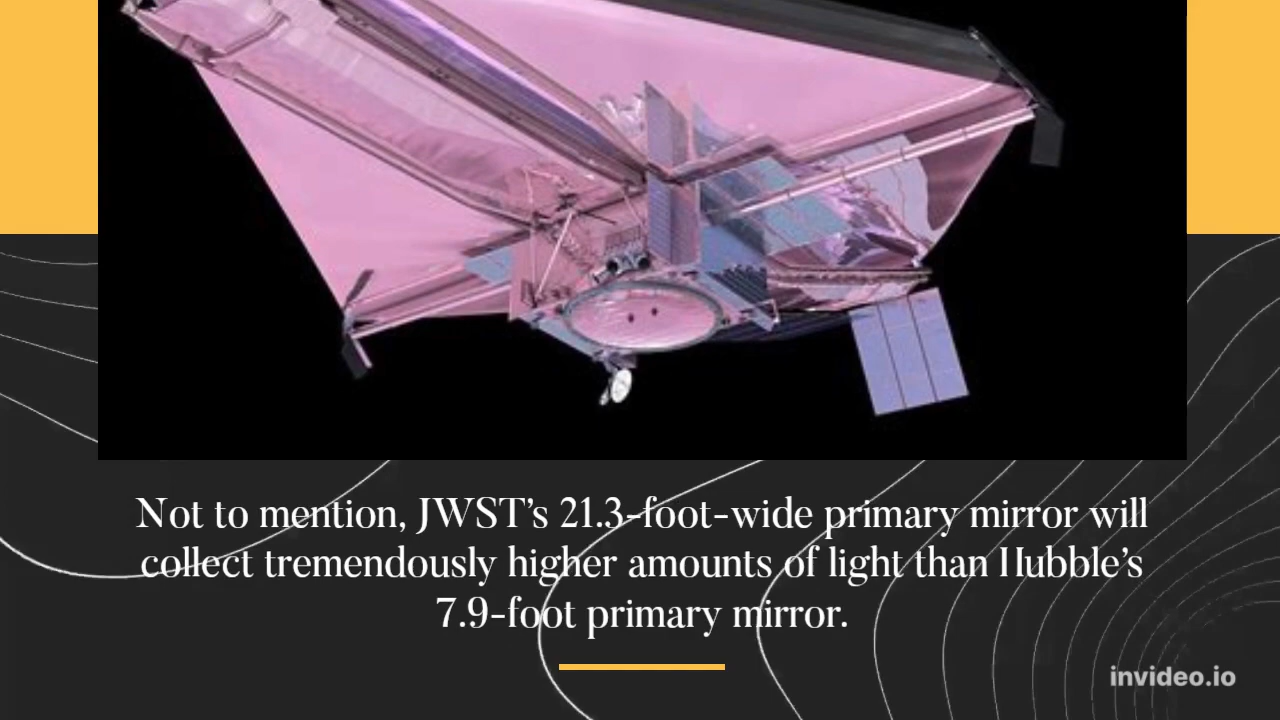 Not to mention, JWST's 21.3-foot-wide primary mirror will
collect tremendously higher amounts of light than Hubble's
7.9-foot primary mirror.
invideo.io